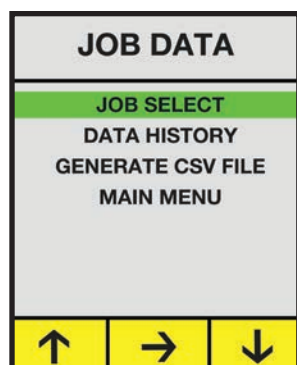 JOB DATA
JOB SELECT
DATA HISTORY
GENERATE CSV FILE
MAIN MENU